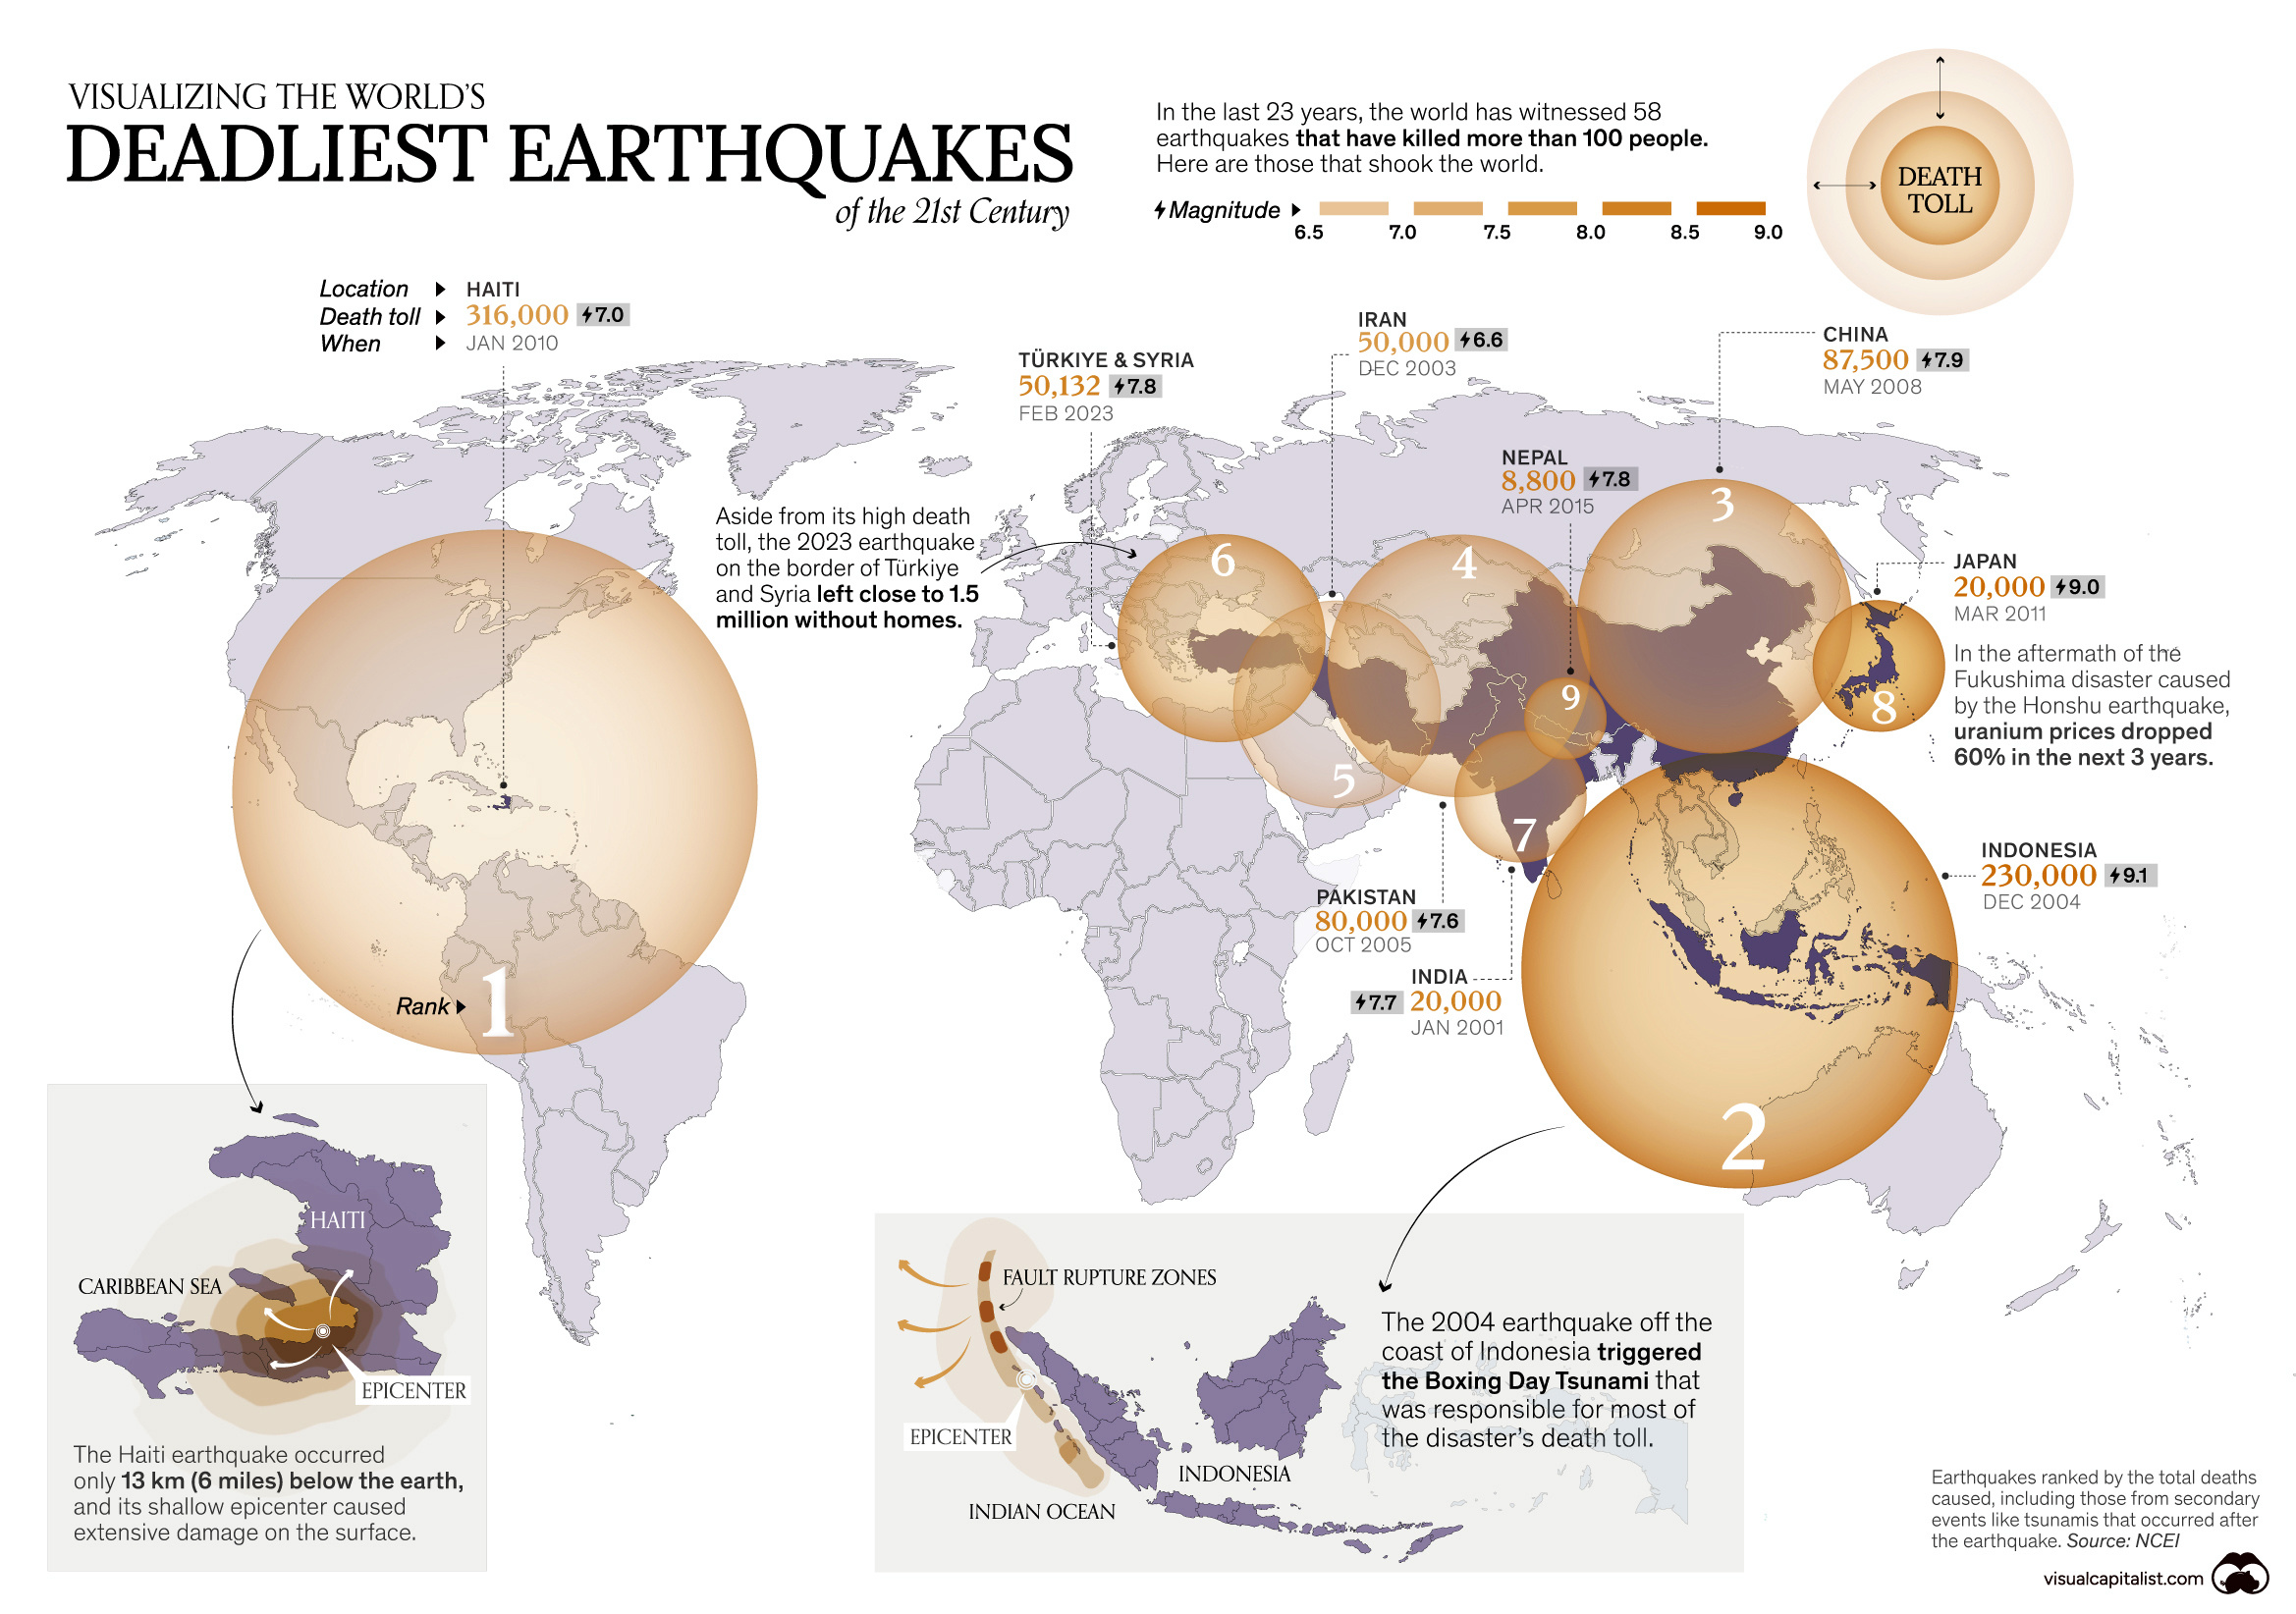 VISUALIZING THE WORLD'S
DEADLIEST EARTHQUAKES
of the 21st Century
In the last 23 years, the world has witnessed 58
earthquakes that have killed more than 100 people.
Here are those that shook the world.
Magnitude
6.5 7.0 7.5 8.0 8.5 9.0
DEATH
TOLL
Location HAITI
Death toll 316,000 7.0
When JAN 2010
TÜRKIYE & SYRIA
50,132 7.8
FEB 2023
IRAN
50,000 6.6
DEC 2003
CHINA
87,500 7.9
MAY 2008
NEPAL
8,800 7.8
APR 2015
Aside from its high death
toll, the 2023 earthquake
on the border of Türkiye
and Syria left close to 1.5
million without homes.
JAPAN
20,000 9.0
MAR 2011
In the aftermath of the
Fukushima disaster caused
by the Honshu earthquake,
uranium prices dropped
60% in the next 3 years.
3
6
4
9
8
5
7
INDONESIA
230,000 9.1
DEC 2004
PAKISTAN
80,000 7.6
OCT 2005
INDIA
7.7 20,000
JAN 2001
Rank 1
2
HAITI
CARIBBEAN SEA
EPICENTER
The Haiti earthquake occurred
only 13 km (6 miles) below the earth,
and its shallow epicenter caused
extensive damage on the surface.
FAULT RUPTURE ZONES
EPICENTER
INDONESIA
INDIAN OCEAN
The 2004 earthquake off the
coast of Indonesia triggered
the Boxing Day Tsunami that
was responsible for most of
the disaster's death toll.
Earthquakes ranked by the total deaths
caused, including those from secondary
events like tsunamis that occurred after
the earthquake. Source: NCEI
visualcapitalist.com